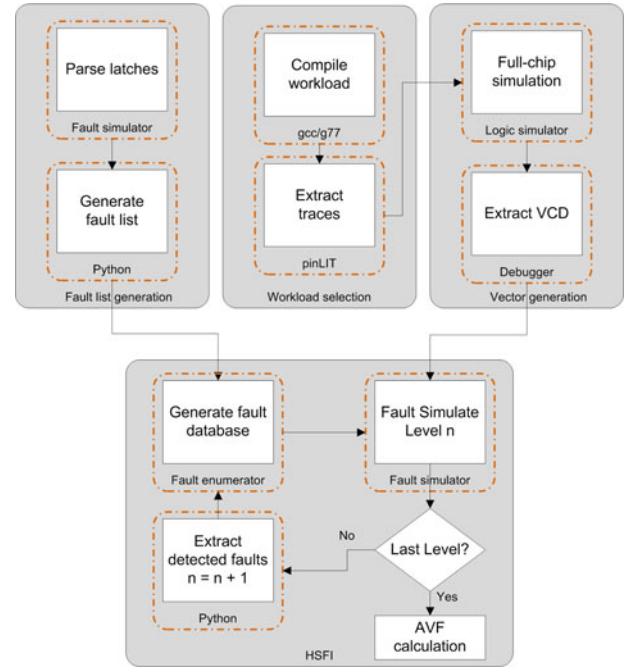 Parse latches
Fault simulator
Generate
fault list
Python
Fault list generation
Compile
workload
gcc/g77
Extract
traces
pinLIT
Workload selection
Full-chip
simulation
Logic simulator
Extract VCD
Debugger
Vector generation
Generate fault
database
Fault enumerator
Fault Simulate
Level n
Fault simulator
Last Level?
No
Yes
Extract
detected faults
n = n + 1
Python
AVF
calculation
HSFI